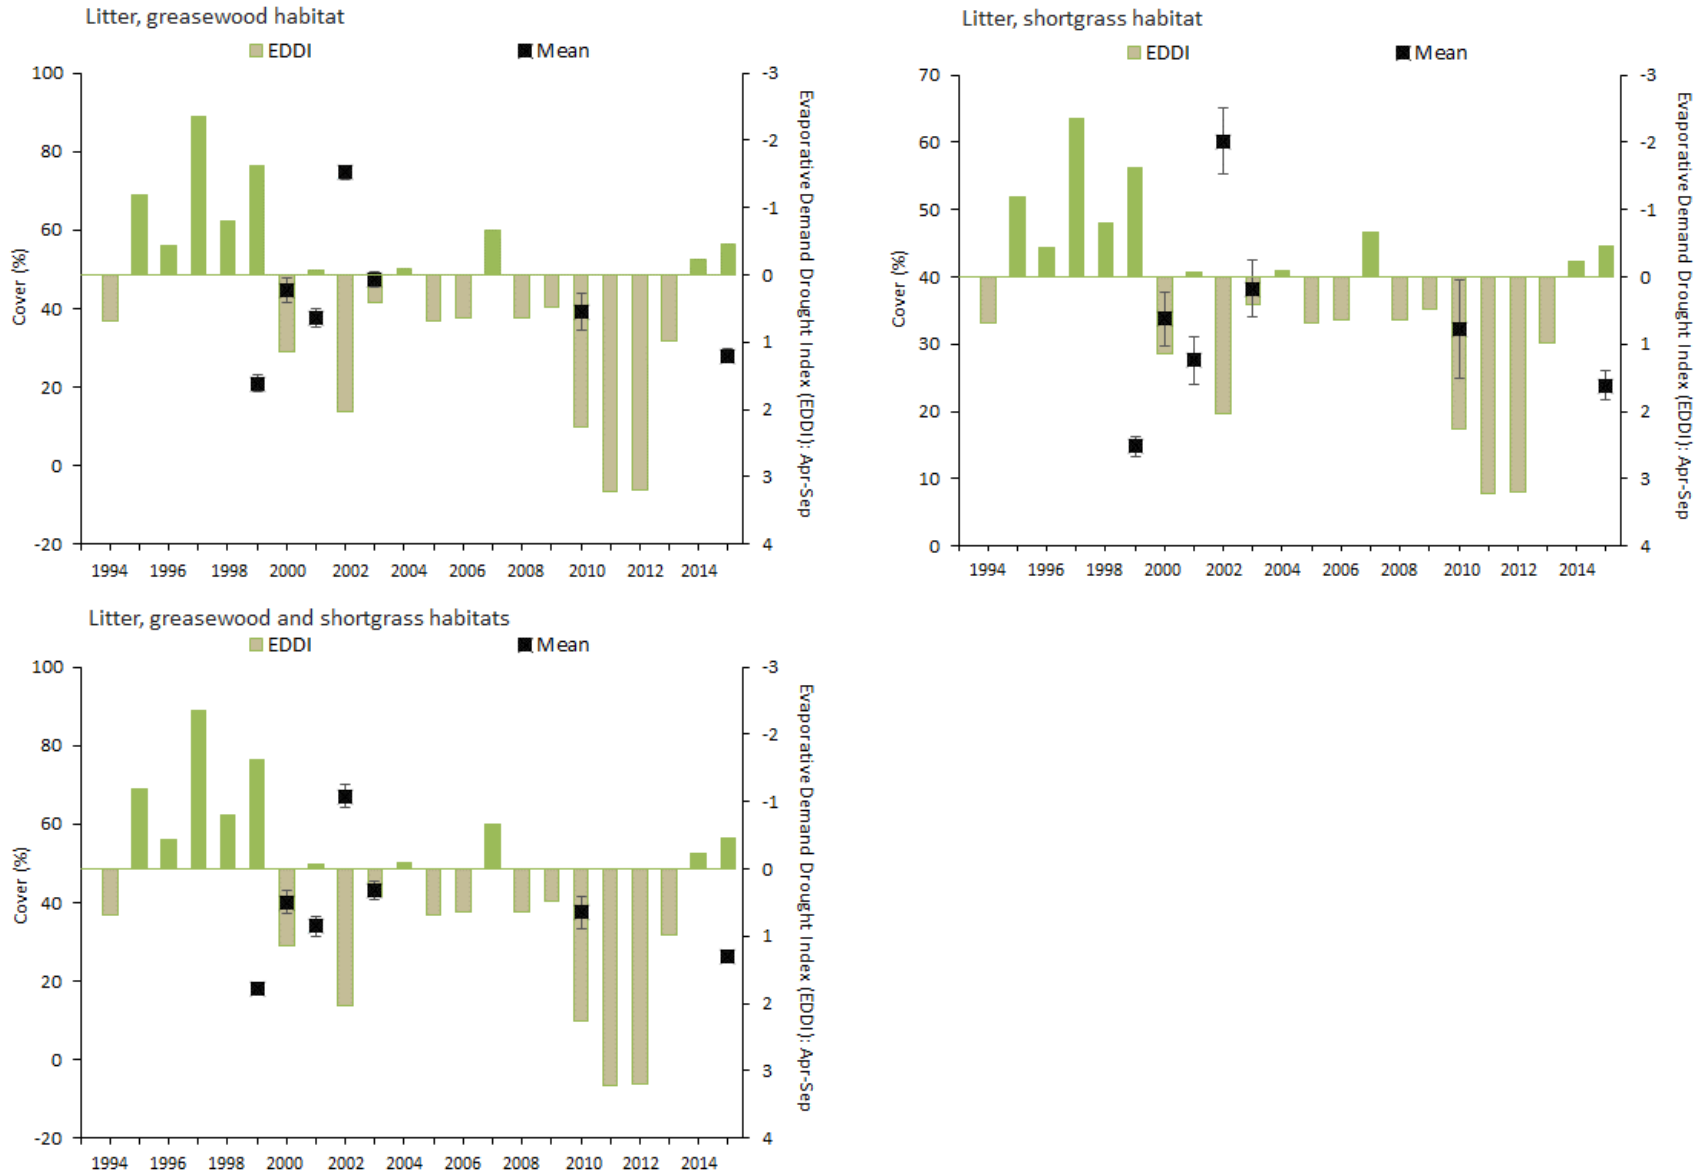 Litter, greasewood habitat
EDDI
Mean
100
80
60
40
20
0
-20
Cover (%)
-3
-2
-1
0
1
2
3
4
Evaporative Demand Drought Index (EDDI): Apr-Sep
1994 1996 1998 2000 2002 2004 2006 2008 2010 2012 2014
Litter, shortgrass habitat
EDDI
Mean
70
60
50
40
30
20
10
0
Cover (%)
-3
-2
-1
0
1
2
3
4
Evaporative Demand Drought Index (EDDI): Apr-Sep
1994 1996 1998 2000 2002 2004 2006 2008 2010 2012 2014
Litter, greasewood and shortgrass habitats
EDDI
Mean
100
80
60
40
20
0
-20
Cover (%)
-3
-2
-1
0
1
2
3
4
Evaporative Demand Drought Index (EDDI): Apr-Sep
1994 1996 1998 2000 2002 2004 2006 2008 2010 2012 2014